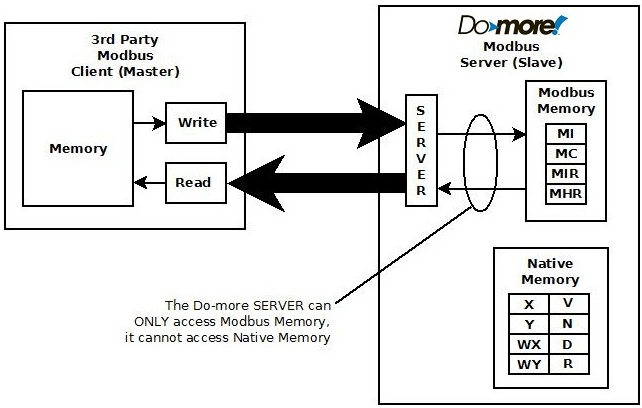 3rd Party
Modbus
Client (Master)
Memory
Write
Read
Do-more!
Modbus
Server (Slave)
S
E
R
V
E
R
Modbus
Memory
MI
MC
MIR
MHR
Native
Memory
X V
Y N
WX D
WY R
The Do-more SERVER can
ONLY access Modbus Memory,
it cannot access Native Memory